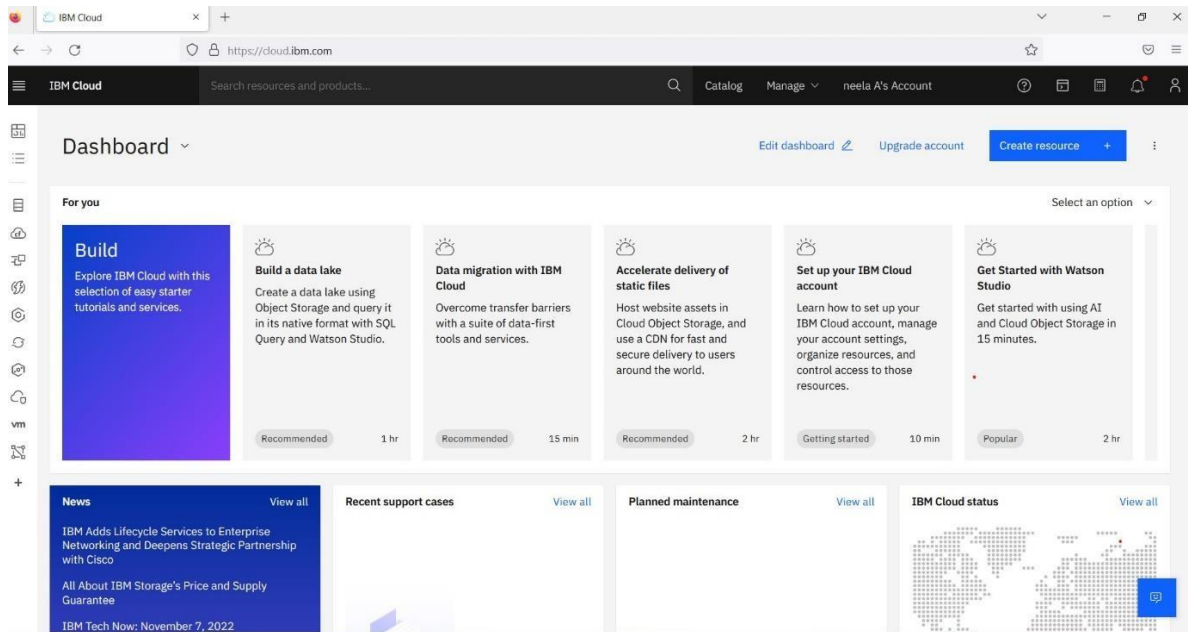 IBM Cloud
https://cloud.ibm.com
IBM Cloud
Search resources and products...
Catalog
Manage
neela A's Account
Dashboard
Edit dashboard
Upgrade account
Create resource +
For you
Select an option
Build
Explore IBM Cloud with this
selection of easy starter
tutorials and services.
Build a data lake
Create a data lake using
Object Storage and query it
in its native format with SQL
Query and Watson Studio.
Recommended
1 hr
Data migration with IBM
Cloud
Overcome transfer barriers
with a suite of data-first
tools and services.
Recommended
15 min
Accelerate delivery of
static files
Host website assets in
Cloud Object Storage, and
use a CDN for fast and
secure delivery to users
around the world.
Recommended
2 hr
Set up your IBM Cloud
account
Learn how to set up your
IBM Cloud account, manage
your account settings,
organize resources, and
control access to those
resources.
Getting started
10 min
Get Started with Watson
Studio
Get started with using AI
and Cloud Object Storage in
15 minutes.
Popular
2 hr
vm
News
View all
IBM Adds Lifecycle Services to Enterprise
Networking and Deepens Strategic Partnership
with Cisco
All About IBM Storage's Price and Supply
Guarantee
IBM Tech Now: November 7, 2022
Recent support cases
View all
Planned maintenance
View all
IBM Cloud status
View all